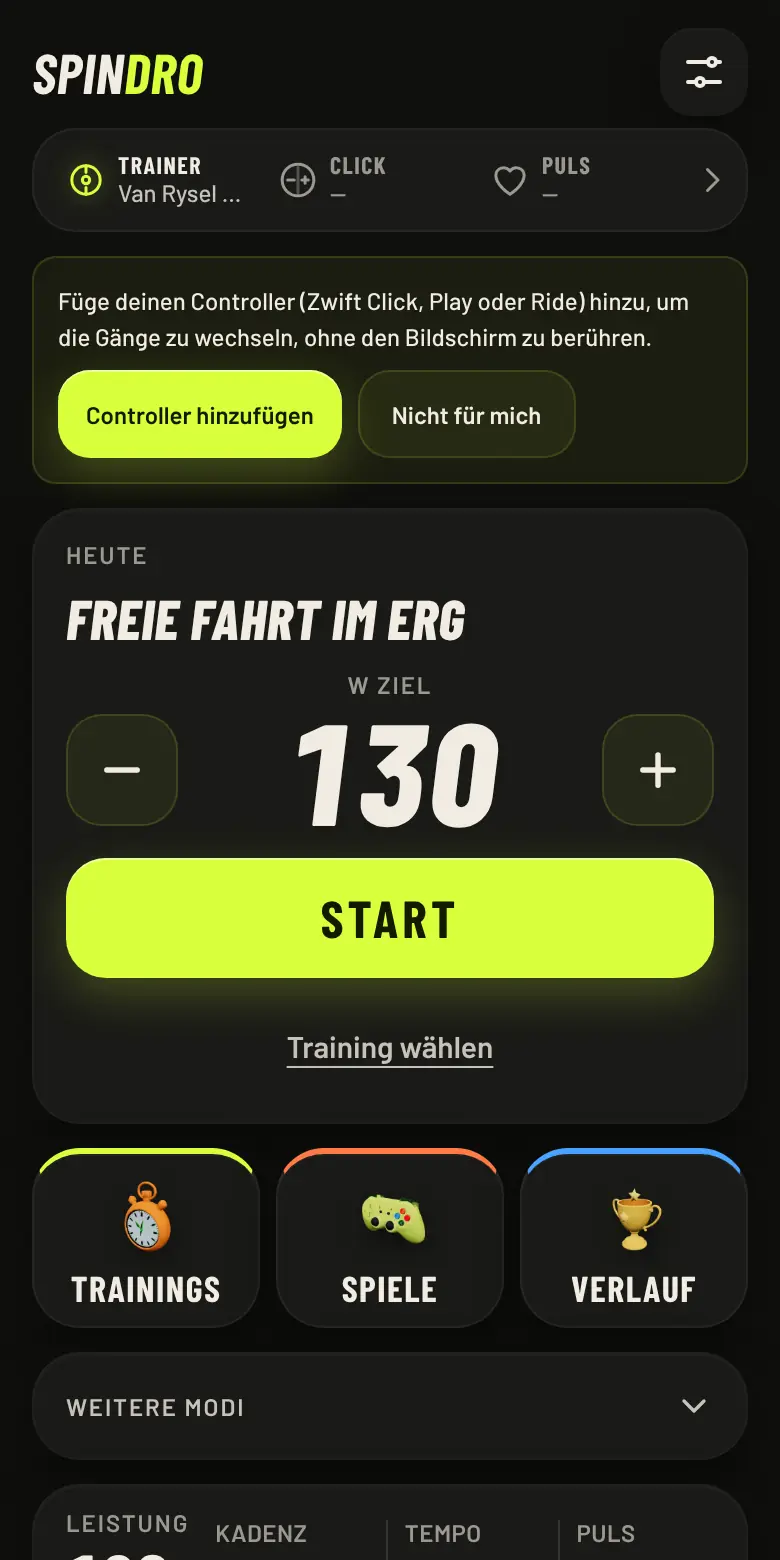 SPINDRO
TRAINER
Van Rysel ...
CLICK
–
PULS
–
Füge deinen Controller (Zwift Click, Play oder Ride) hinzu, um
die Gänge zu wechseln, ohne den Bildschirm zu berühren.
Controller hinzufügen
Nicht für mich
HEUTE
FREIE FAHRT IM ERG
W ZIEL
130
START
Training wählen
TRAININGS
SPIELE
VERLAUF
WEITERE MODI
LEISTUNG
KADENZ
TEMPO
PULS